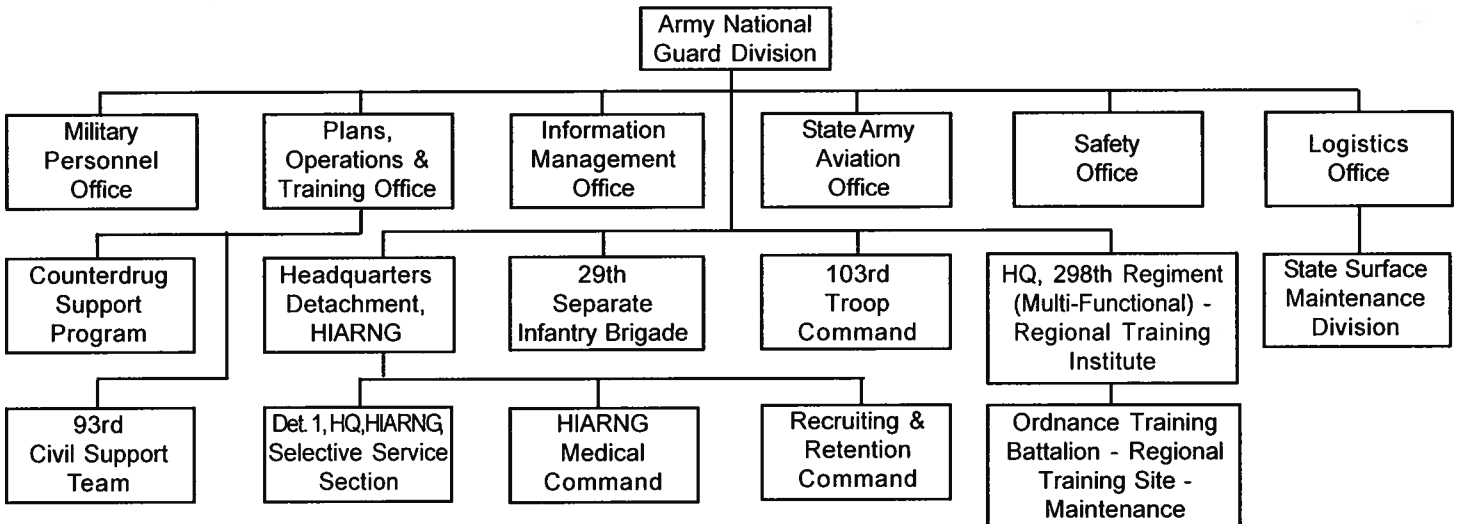 Army National
Guard Division
Military
Personnel
Office
Plans,
Operations &
Training Office
Information
Management
Office
State Army
Aviation
Office
Safety
Office
Logistics
Office
Counterdrug
Support
Program
Headquarters
Detachment,
HIARNG
29th
Separate
Infantry Brigade
103rd
Troop
Command
HQ, 298th Regiment
(Multi-Functional) -
Regional Training
Institute
State Surface
Maintenance
Division
93rd
Civil Support
Team
Det. 1, HQ, HIARNG,
Selective Service
Section
HIARNG
Medical
Command
Recruiting &
Retention
Command
Ordnance Training
Battalion - Regional
Training Site -
Maintenance